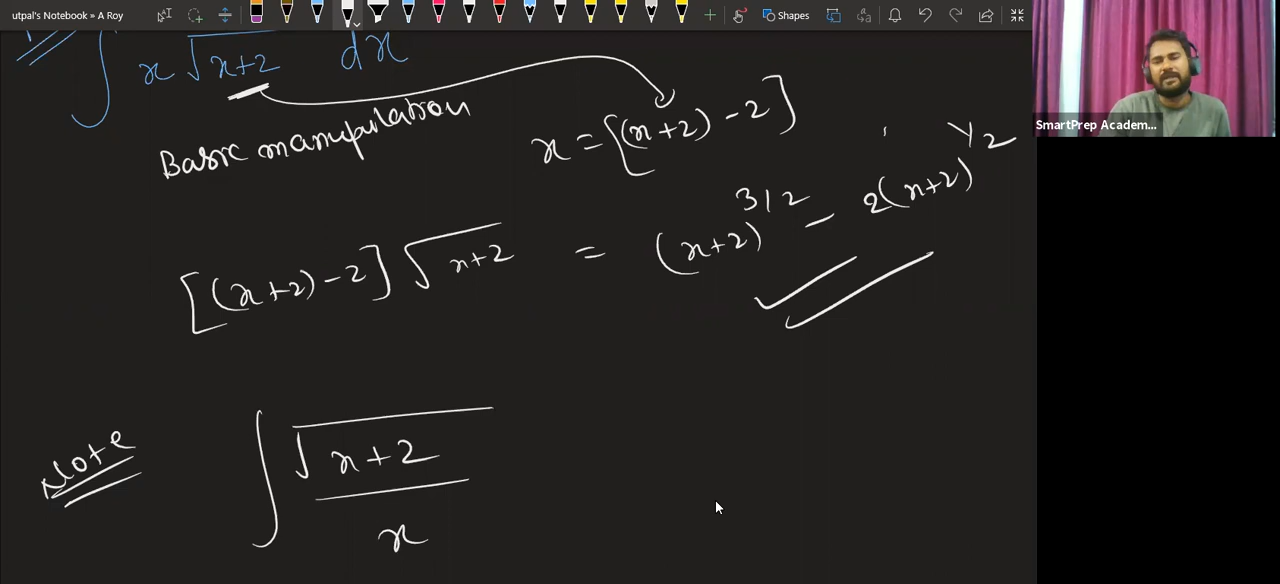 utpal's Notebook » A Roy
Shapes
∫ x √x+2 dx
SmartPrep Academ...
Basic manipulation
x = [(x+2) - 2]
[(x+2) - 2] √x+2 = (x+2)^3/2 - 2(x+2)^1/2
Note
∫ √x+2 / x